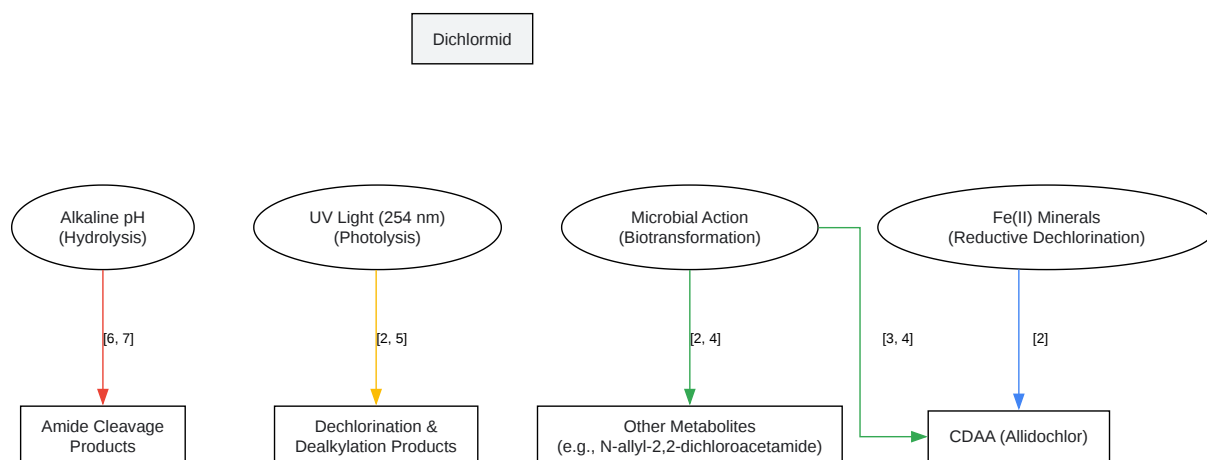 Dichlormid
Alkaline pH
(Hydrolysis)
UV Light (254 nm)
(Photolysis)
Microbial Action
(Biotransformation)
Fe(II) Minerals
(Reductive Dechlorination)
[6, 7]
[2, 5]
[2, 4]
[3, 4]
[2]
Amide Cleavage
Products
Dechlorination &
Dealkylation Products
Other Metabolites
(e.g., N-allyl-2,2-dichloroacetamide)
CDAA (Allidochlor)